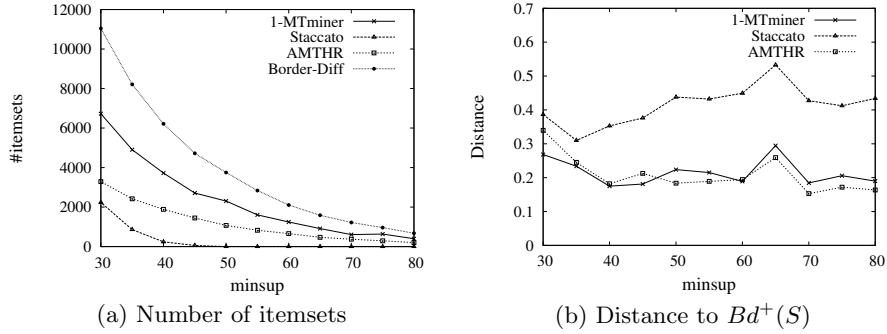 12000
10000
8000
6000
4000
2000
0
#itemsets
30 40 50 60 70 80
minsup
1-MTminer
Staccato
AMTHR
Border-Diff
(a) Number of itemsets
0.7
0.6
0.5
0.4
0.3
0.2
0.1
0
Distance
30 40 50 60 70 80
minsup
1-MTminer
Staccato
AMTHR
(b) Distance to Bd+(S)